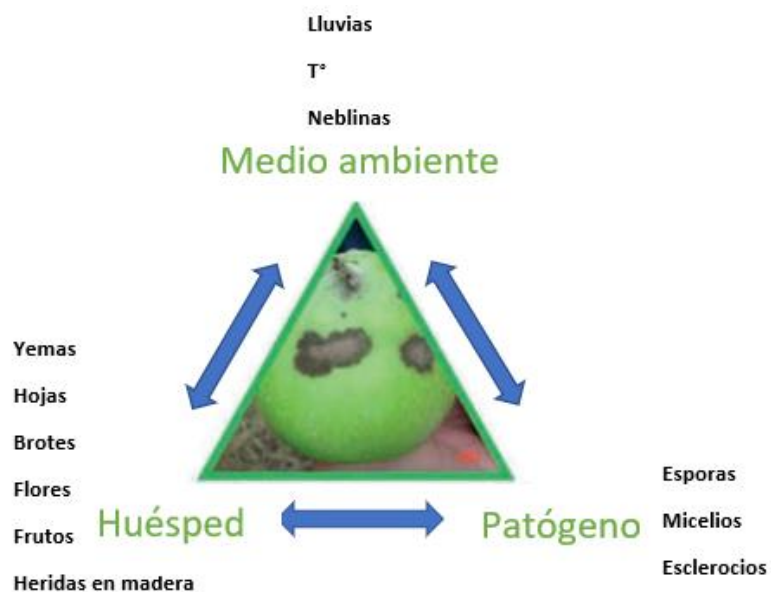 Lluvias
T°
Neblinas
Medio ambiente
Yemas
Hojas
Brotes
Flores
Frutos
Heridas en madera
Huésped
Patógeno
Esporas
Micelios
Esclerocios